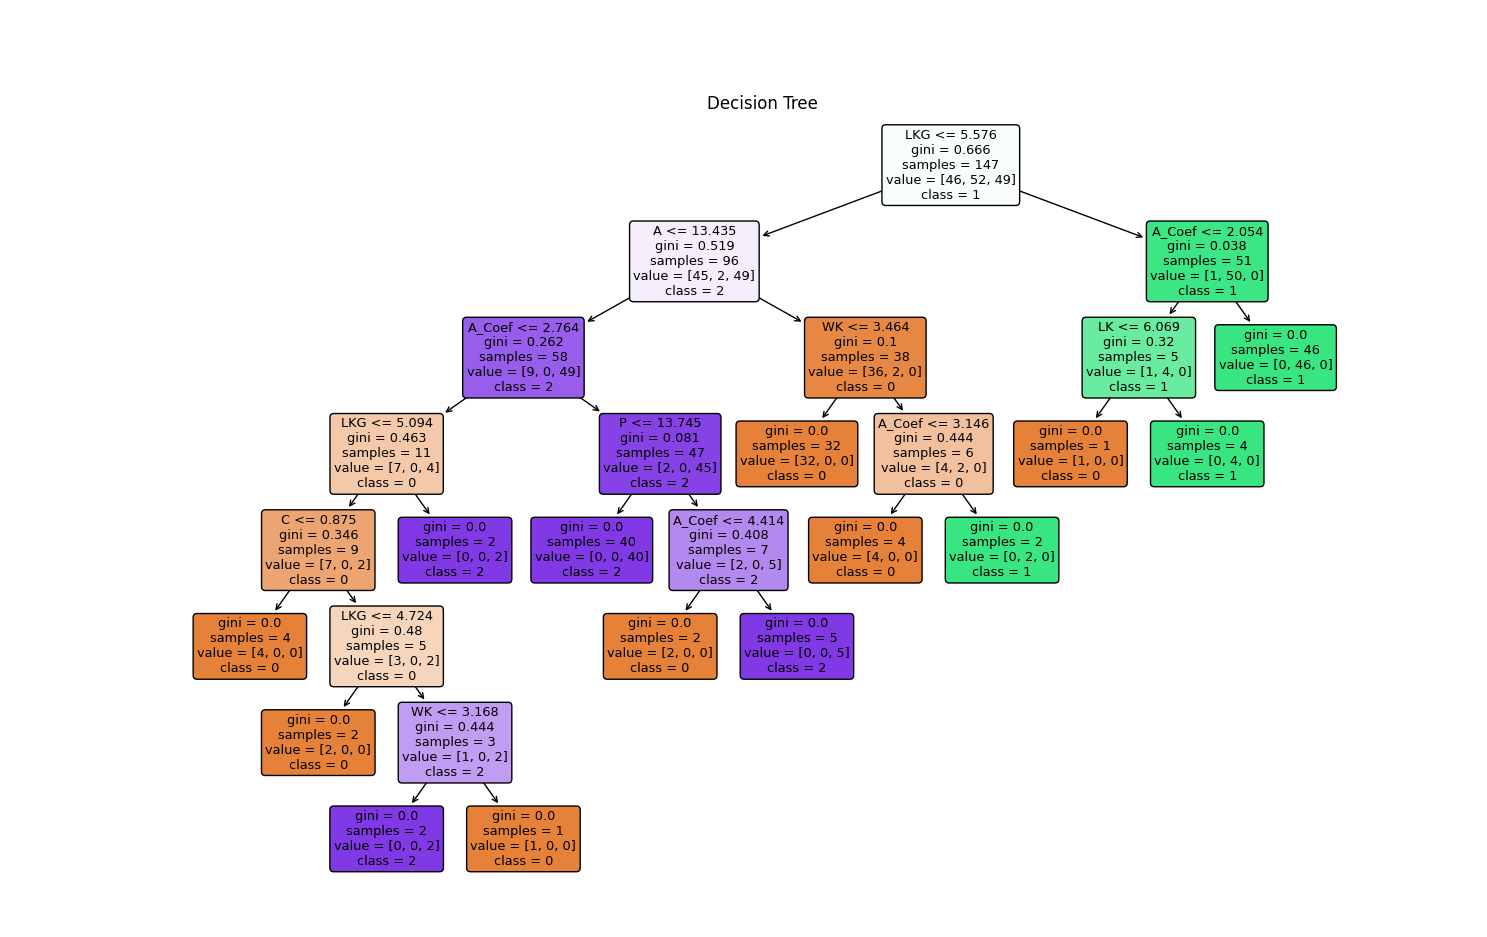 Decision Tree
LKG <= 5.576
gini = 0.666
samples = 147
value = [46, 52, 49]
class = 1
A <= 13.435
gini = 0.519
samples = 96
value = [45, 2, 49]
class = 2
A_Coef <= 2.054
gini = 0.038
samples = 51
value = [1, 50, 0]
class = 1
A_Coef <= 2.764
gini = 0.262
samples = 58
value = [9, 0, 49]
class = 2
WK <= 3.464
gini = 0.1
samples = 38
value = [36, 2, 0]
class = 0
LK <= 6.069
gini = 0.32
samples = 5
value = [1, 4, 0]
class = 1
gini = 0.0
samples = 46
value = [0, 46, 0]
class = 1
LKG <= 5.094
gini = 0.463
samples = 11
value = [7, 0, 4]
class = 0
P <= 13.745
gini = 0.081
samples = 47
value = [2, 0, 45]
class = 2
gini = 0.0
samples = 32
value = [32, 0, 0]
class = 0
A_Coef <= 3.146
gini = 0.444
samples = 6
value = [4, 2, 0]
class = 0
gini = 0.0
samples = 1
value = [1, 0, 0]
class = 0
gini = 0.0
samples = 4
value = [0, 4, 0]
class = 1
C <= 0.875
gini = 0.346
samples = 9
value = [7, 0, 2]
class = 0
gini = 0.0
samples = 2
value = [0, 0, 2]
class = 2
gini = 0.0
samples = 40
value = [0, 0, 40]
class = 2
A_Coef <= 4.414
gini = 0.408
samples = 7
value = [2, 0, 5]
class = 2
gini = 0.0
samples = 4
value = [4, 0, 0]
class = 0
gini = 0.0
samples = 2
value = [0, 2, 0]
class = 1
gini = 0.0
samples = 4
value = [4, 0, 0]
class = 0
LKG <= 4.724
gini = 0.48
samples = 5
value = [3, 0, 2]
class = 0
gini = 0.0
samples = 2
value = [2, 0, 0]
class = 0
gini = 0.0
samples = 5
value = [0, 0, 5]
class = 2
gini = 0.0
samples = 2
value = [2, 0, 0]
class = 0
WK <= 3.168
gini = 0.444
samples = 3
value = [1, 0, 2]
class = 2
gini = 0.0
samples = 2
value = [0, 0, 2]
class = 2
gini = 0.0
samples = 1
value = [1, 0, 0]
class = 0